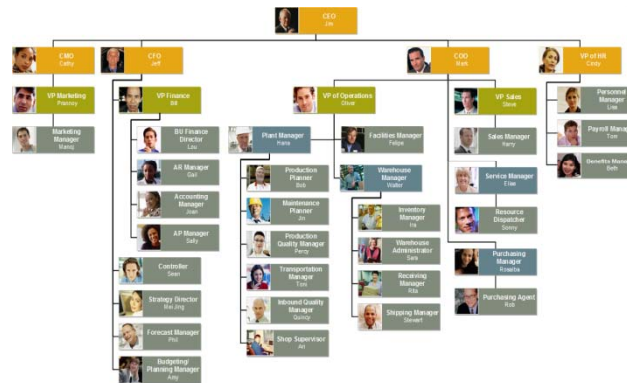 CEO
Jim
CMO
Cathy
CFO
Jeff
COO
Mark
VP of HR
Cindy
VP Marketing
Pranoey
VP Finance
Bill
VP of Operations
Oliver
VP Sales
Steve
Personnel
Manager
Lisa
Marketing
Manager
Manoj
BU Finance
Director
Lou
Plant Manager
Hans
Facilities Manager
Felipe
Sales Manager
Harry
Payroll Manag
Tom
AR Manager
Gail
Production
Planner
Bob
Warehouse
Manager
Walter
Service Manager
Elise
Benefits Mana
Beth
Accounting
Manager
Joan
Maintenance
Planner
Jin
Inventory
Manager
Ira
Resource
Dispatcher
Sunny
AP Manager
Sally
Production
Quality Manager
Percy
Warehouse
Administrator
Sara
Purchasing
Manager
Rosalba
Controller
Sean
Transportation
Manager
Toni
Receiving
Manager
Rita
Purchasing Agent
Rob
Strategy Director
Mei Jing
Inbound Quality
Manager
Quincy
Shipping Manager
Stewart
Forecast Manager
Phil
Shop Supervisor
Ari
Budgeting/
Planning Manager
Amy